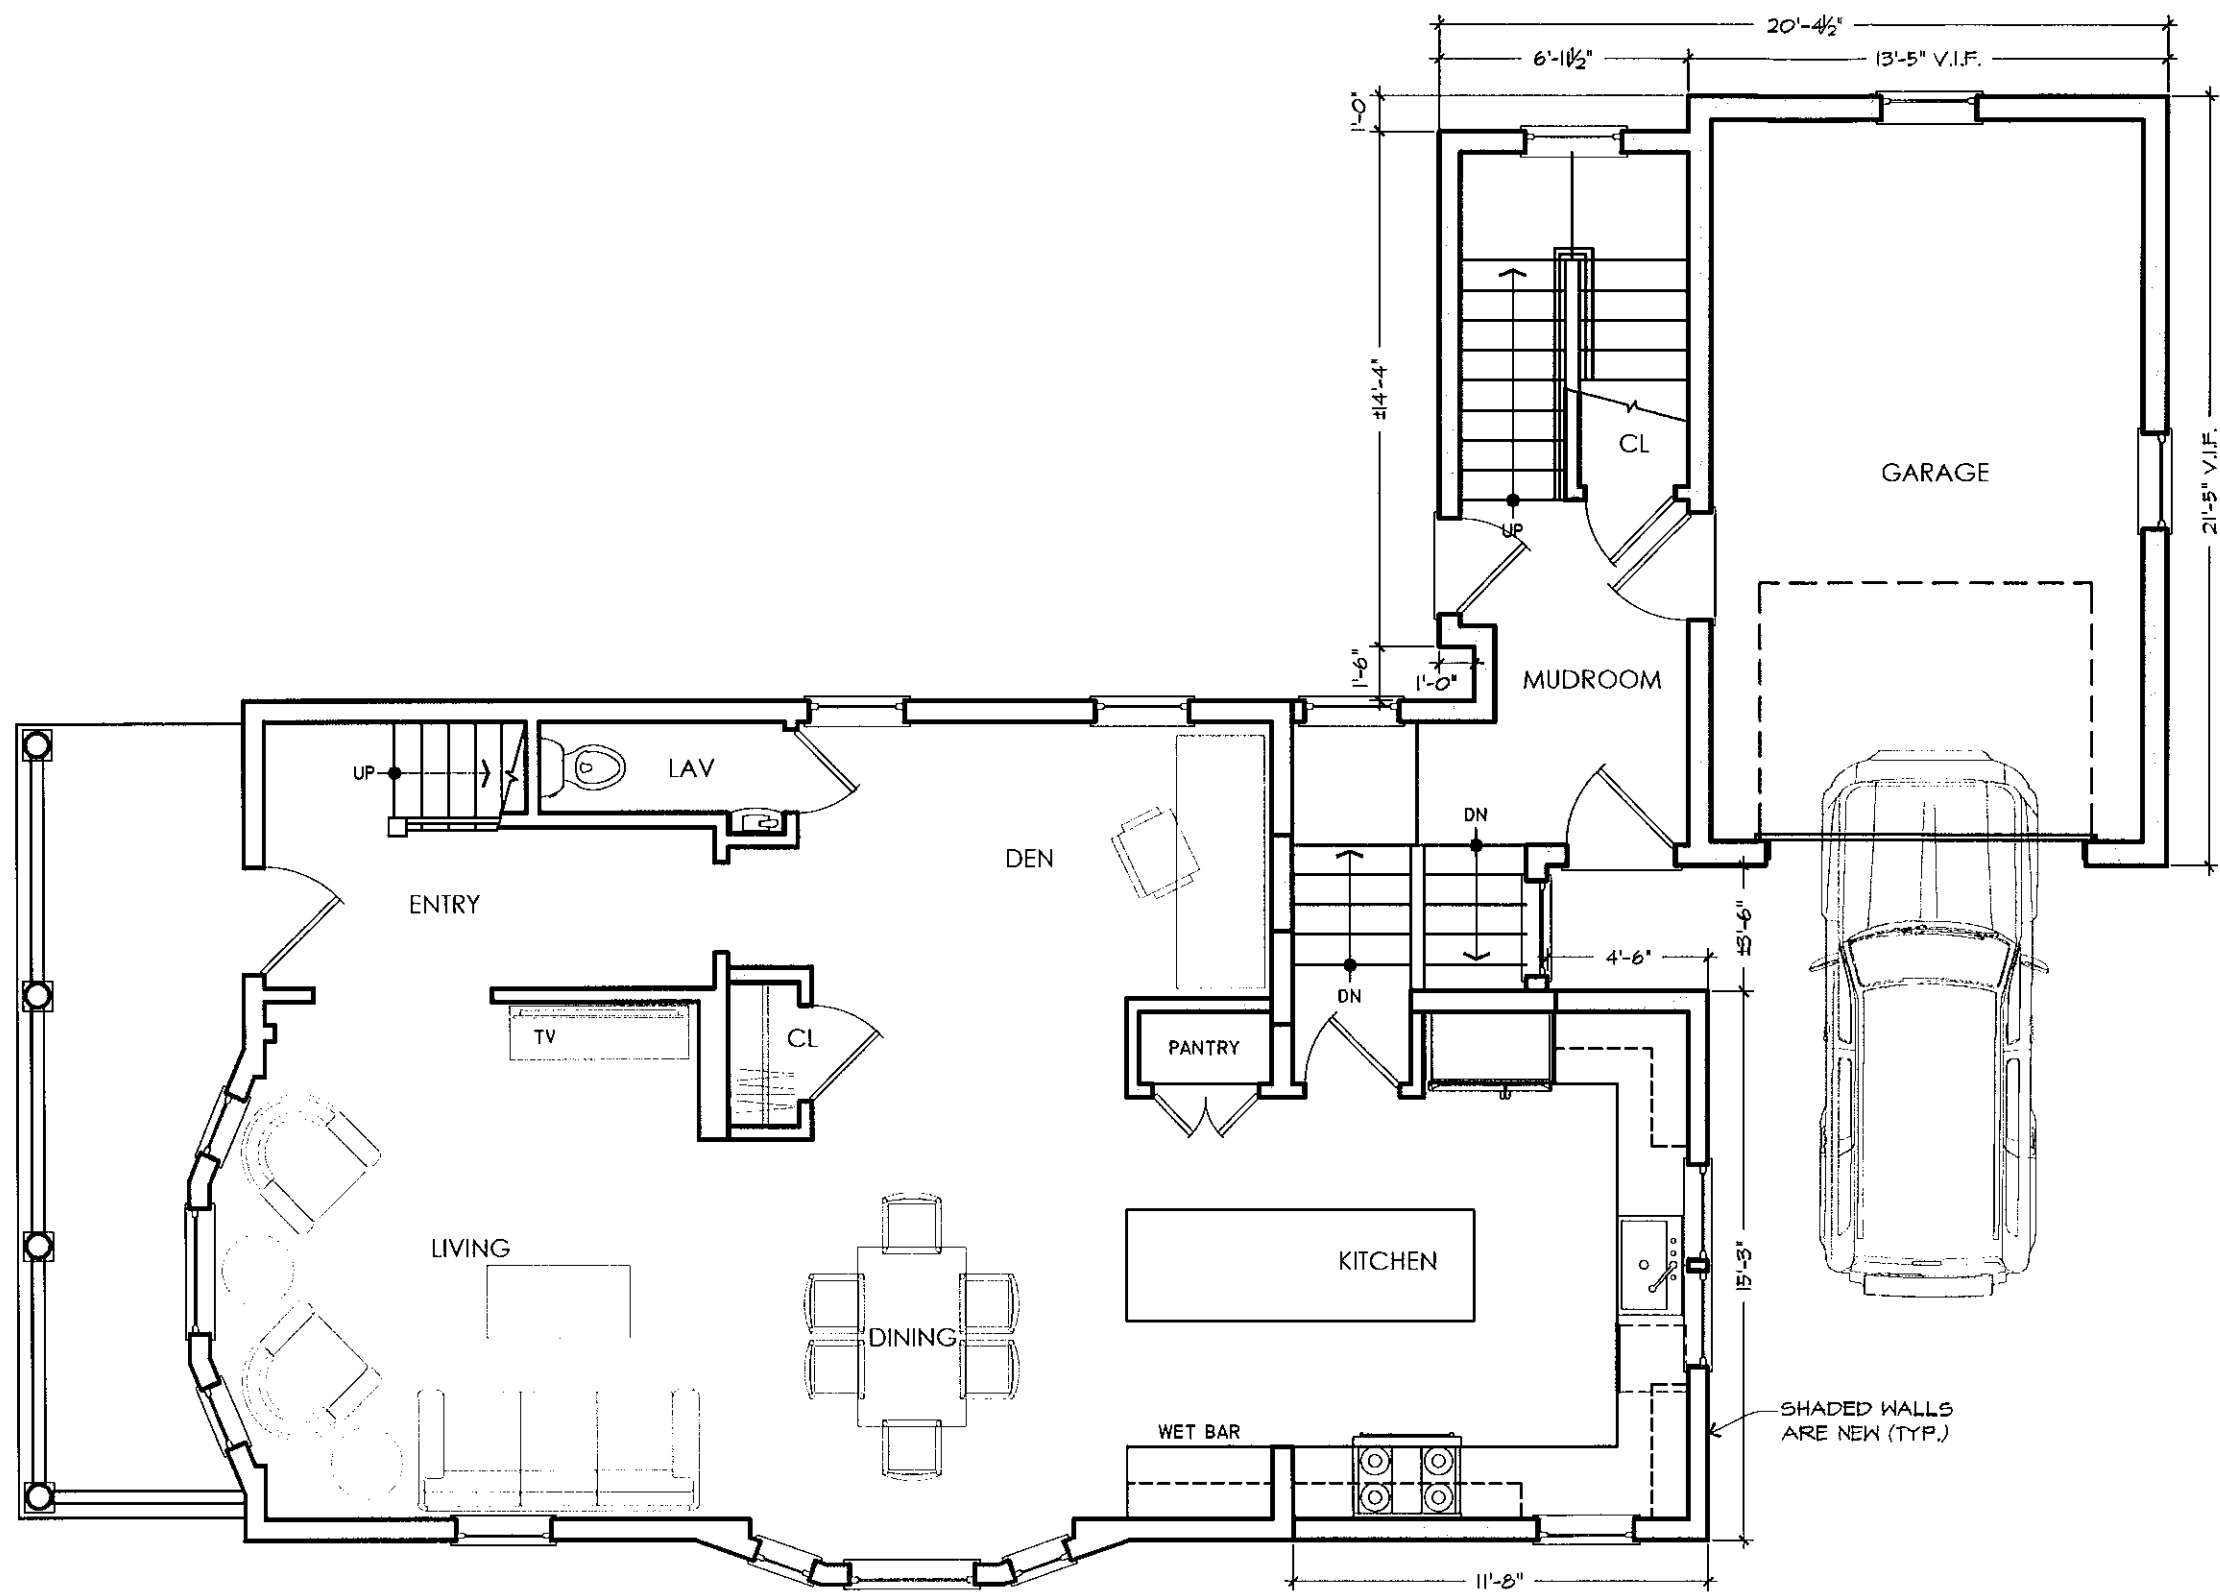 20'-4½"
6'-11½"
13'-5" V.I.F.
1'-0"
±14'-4"
CL
GARAGE
21'-5" V.I.F.
UP
1'-6"
1'-0"
MUDROOM
UP
LAV
DN
DEN
ENTRY
±3'-6"
4'-6"
DN
TV
CL
PANTRY
LIVING
KITCHEN
15'-3"
DINING
SHADED WALLS
ARE NEW (TYP.)
WET BAR
11'-8"